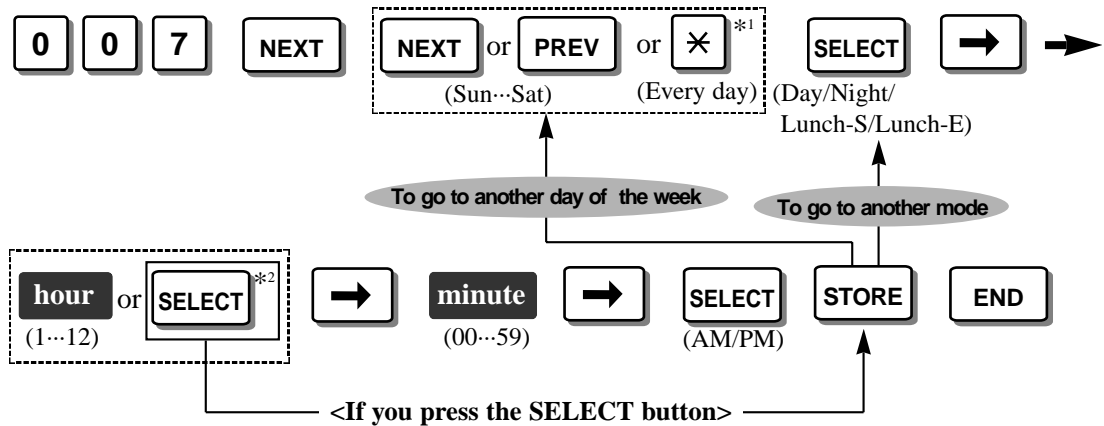 0 0 7 NEXT NEXT or PREV or ✳ *1 SELECT → →
(Sun···Sat) (Every day) (Day/Night/
Lunch-S/Lunch-E)
To go to another day of the week To go to another mode
hour or SELECT *2 → minute → SELECT STORE END
(1···12) (00···59) (AM/PM)
<If you press the SELECT button>